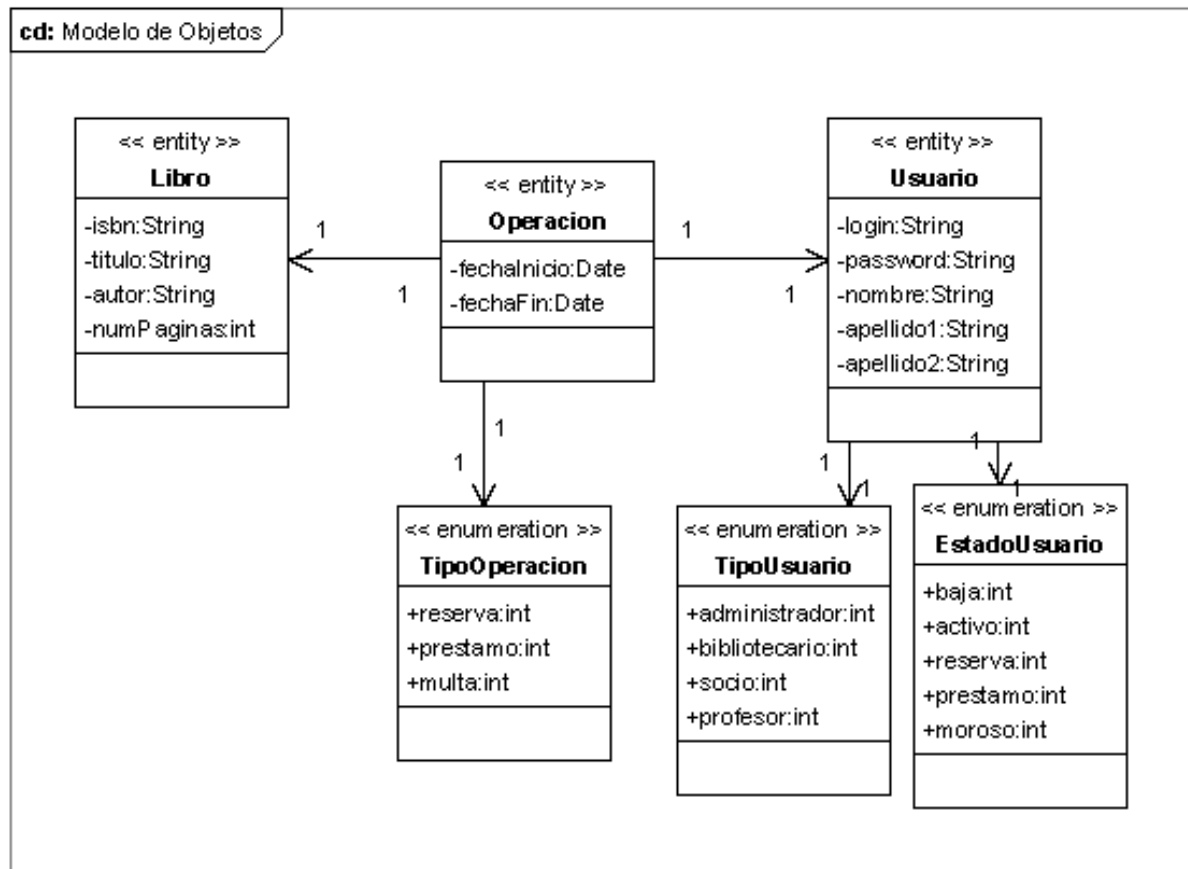 cd: Modelo de Objetos
<< entity >>
Libro
-isbn:String
-titulo:String
-autor:String
-numPaginas:int
1
1
<< entity >>
Operacion
-fechaInicio:Date
-fechaFin:Date
1
1
<< entity >>
Usuario
-login:String
-password:String
-nombre:String
-apellido1:String
-apellido2:String
1
1
1
1
1
1
<< enumeration >>
TipoOperacion
+reserva:int
+prestamo:int
+multa:int
<< enumeration >>
TipoUsuario
+administrador:int
+bibliotecario:int
+socio:int
+profesor:int
<< enumeration >>
EstadoUsuario
+baja:int
+activo:int
+reserva:int
+prestamo:int
+moroso:int